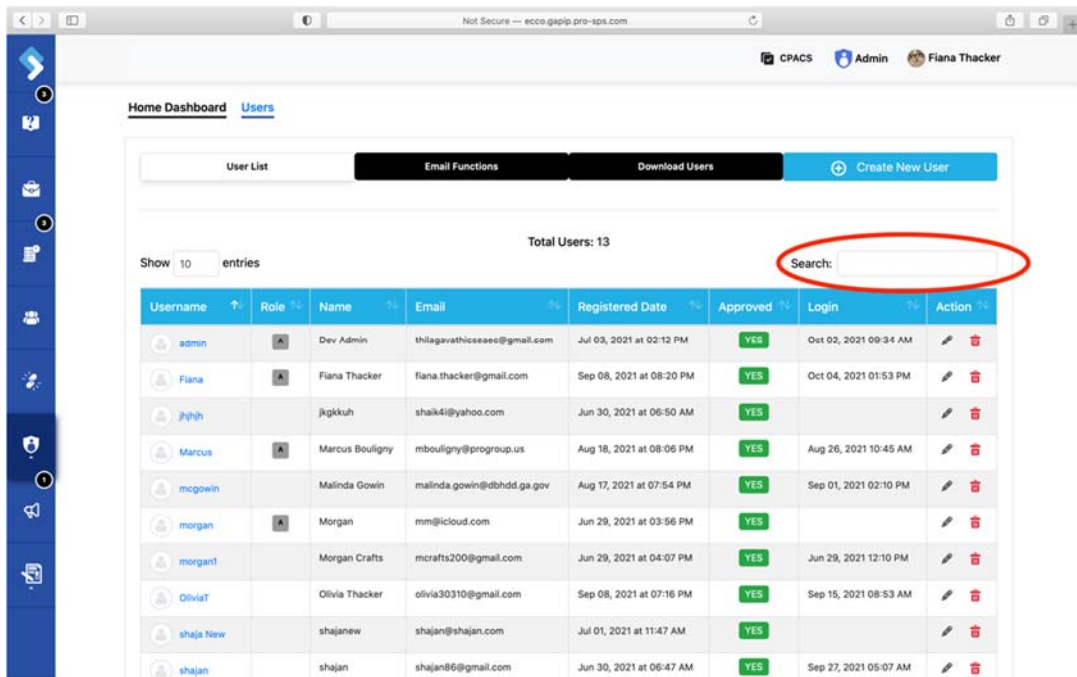 Not Secure — ecco.gapip.pro-sps.com
CPACS Admin Fiana Thacker
3
Home Dashboard Users
User List Email Functions Download Users Create New User
3
Total Users: 13
Show 10 entries Search:
Username Role Name Email Registered Date Approved Login Action
admin A Dev Admin thilagavathicseaec@gmail.com Jul 03, 2021 at 02:12 PM YES Oct 02, 2021 09:34 AM
Fiana A Fiana Thacker fiana.thacker@gmail.com Sep 08, 2021 at 08:20 PM YES Oct 04, 2021 01:53 PM
jhjhjh jkgkkuh shaik4i@yahoo.com Jun 30, 2021 at 06:50 AM YES
Marcus A Marcus Bouligny mbouligny@progroup.us Aug 18, 2021 at 08:06 PM YES Aug 26, 2021 10:45 AM
1
mcgowin Malinda Gowin malinda.gowin@dbhdd.ga.gov Aug 17, 2021 at 07:54 PM YES Sep 01, 2021 02:10 PM
morgan A Morgan mm@icloud.com Jun 29, 2021 at 03:56 PM YES
morgan1 Morgan Crafts mcrafts200@gmail.com Jun 29, 2021 at 04:07 PM YES Jun 29, 2021 12:10 PM
OliviaT Olivia Thacker olivia30310@gmail.com Sep 08, 2021 at 07:16 PM YES Sep 15, 2021 08:53 AM
shaja New shajanew shajan@shajan.com Jul 01, 2021 at 11:47 AM YES
shajan shajan shajan86@gmail.com Jun 30, 2021 at 06:47 AM YES Sep 27, 2021 05:07 AM